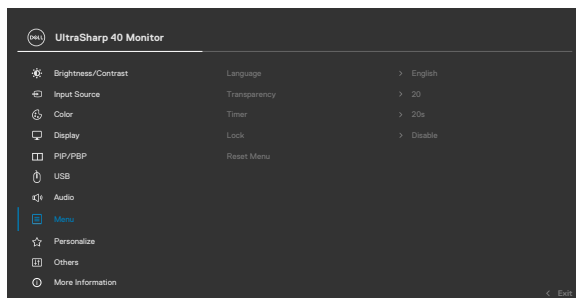 DELL UltraSharp 40 Monitor
Brightness/Contrast Language > English
Input Source Transparency > 20
Color Timer > 20s
Display Lock > Disable
PIP/PBP Reset Menu
USB
Audio
Menu
Personalize
Others
More Information
< Exit